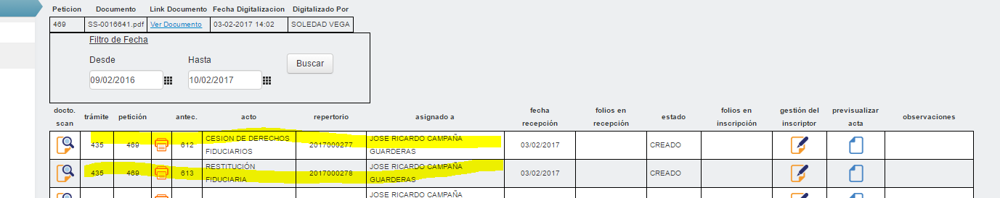 Peticion Documento Link Documento Fecha Digitalizacion Digitalizado Por
469 SS-0016641.pdf Ver Documento 03-02-2017 14:02 SOLEDAD VEGA
Filtro de Fecha
Desde Hasta
09/02/2016 10/02/2017 Buscar
docto. scan trámite petición antec. acto repertorio asignado a fecha recepción folios en recepción estado folios en inscripción gestión del inscriptor previsualizar acta observaciones
435 469 612 CESION DE DERECHOS FIDUCIARIOS 2017000277 JOSE RICARDO CAMPAÑA GUARDERAS 03/02/2017 CREADO
435 469 613 RESTITUCIÓN FIDUCIARIA 2017000278 JOSE RICARDO CAMPAÑA GUARDERAS 03/02/2017 CREADO
JOSE RICARDO CAMPAÑA